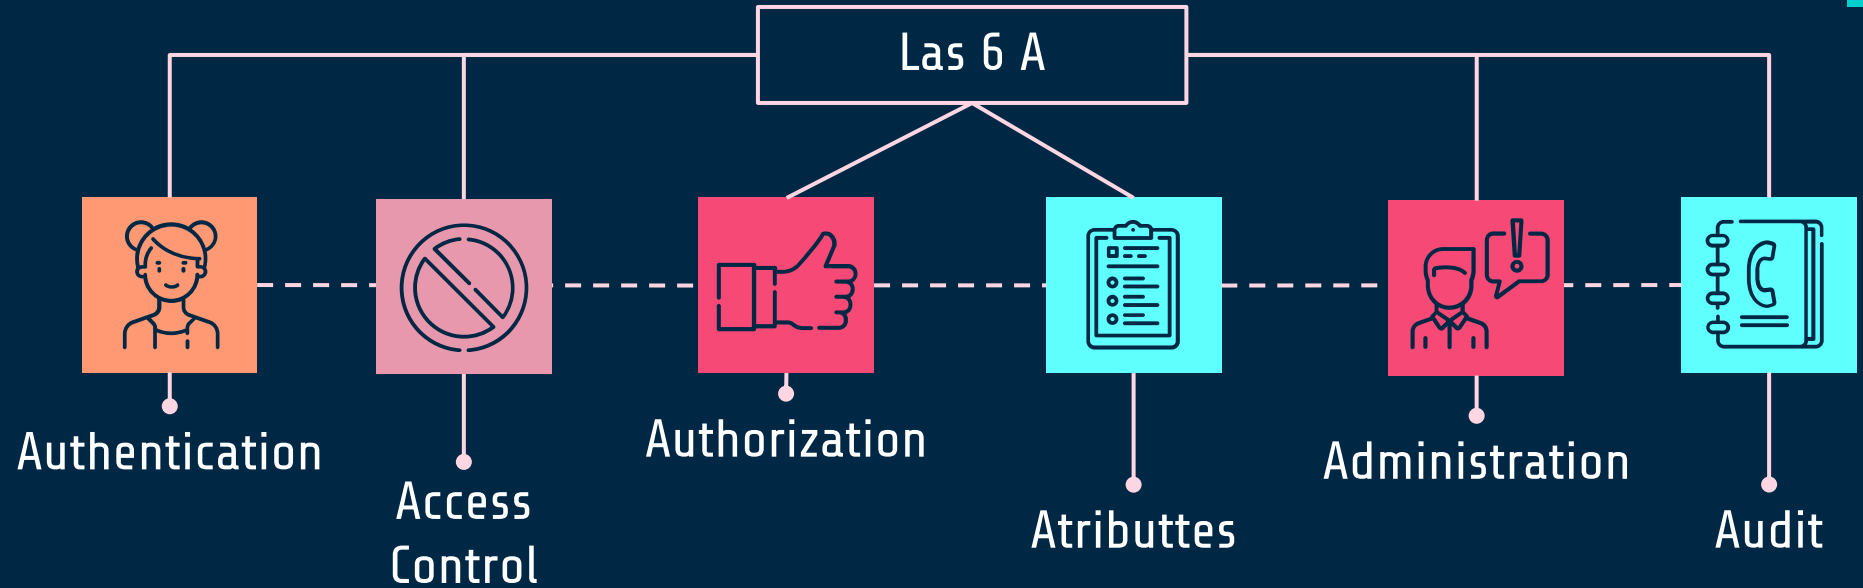 Las 6 A
Authentication
Access
Control
Authorization
Atributtes
Administration
Audit